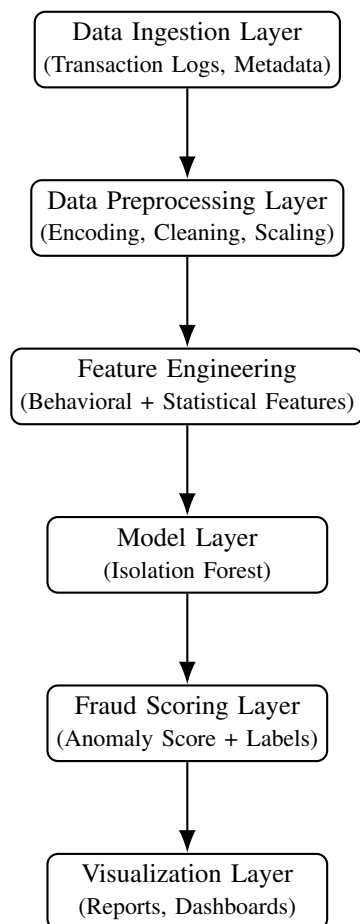 Data Ingestion Layer
(Transaction Logs, Metadata)
Data Preprocessing Layer
(Encoding, Cleaning, Scaling)
Feature Engineering
(Behavioral + Statistical Features)
Model Layer
(Isolation Forest)
Fraud Scoring Layer
(Anomaly Score + Labels)
Visualization Layer
(Reports, Dashboards)